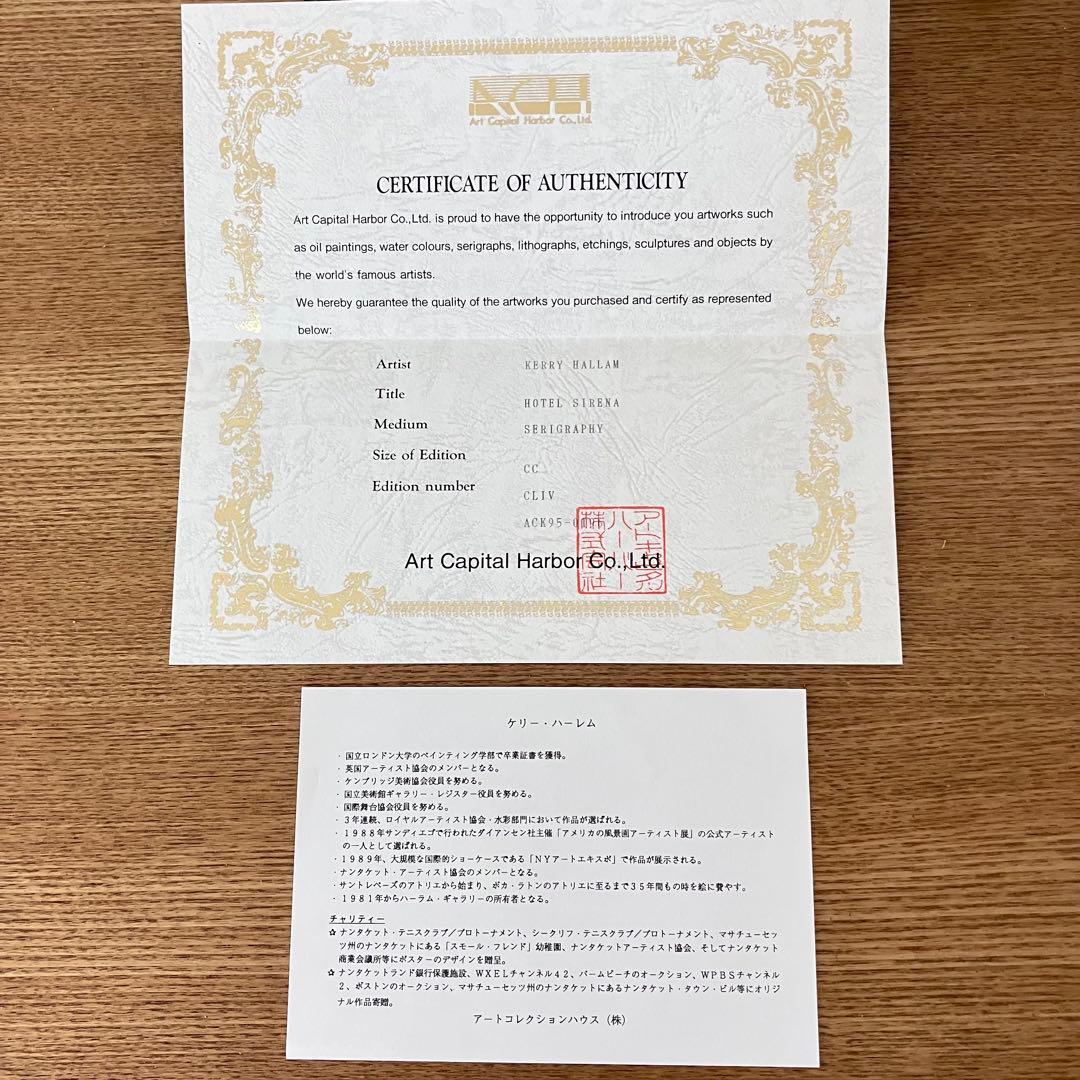 Art Capital Harbor Co.,Ltd.
CERTIFICATE OF AUTHENTICITY
Art Capital Harbor Co.,Ltd. is proud to have the opportunity to introduce you artworks such
as oil paintings, water colours, serigraphs, lithographs, etchings, sculptures and objects by
the world's famous artists.
We hereby guarantee the quality of the artworks you purchased and certify as represented
below:
Artist KERRY HALLAM
Title HOTEL SIRENA
Medium SERIGRAPHY
Size of Edition CC
Edition number CLIV
Art Capital Harbor Co.,Ltd.
ケリー・ハーレム
・国立ロンドン大学のペインティング学部で卒業証書を獲得。
・英国アーティスト協会のメンバーとなる。
・ケンブリッジ美術協会役員を努める。
・国立美術館ギャラリー・レジスター役員を努める。
・国際舞台協会役員を努める。
・３年連続、ロイヤルアーティスト協会・水彩部門において作品が選ばれる。
・１９８８年サンディエゴで行われたダイアンセン社主催「アメリカの風景画アーティスト展」の公式アーティスト
の一人として選ばれる。
・１９８９年、大規模な国際的ショーケースである「ＮＹアートエキスポ」で作品が展示される。
・ナンタケット・アーティスト協会のメンバーとなる。
・サントレペーズのアトリエから始まり、ボカ・ラトンのアトリエに至るまで３５年間もの時を絵に費やす。
・１９８１年からハーラム・ギャラリーの所有者となる。
チャリティー
☆ナンタケット・テニスクラブ／プロトーナメント、シークリフ・テニスクラブ／プロトーナメント、マサチューセッ
ツ州のナンタケットにある「スモール・フレンド」幼稚園、ナンタケットアーティスト協会、そしてナンタケット
商業会議所等にポスターのデザインを贈呈。
☆ナンタケットランド銀行保護施設、ＷＸＥＬチャンネル４２、パームビーチのオークション、ＷＰＢＳチャンネル
２、ボストンのオークション、マサチューセッツ州のナンタケットにあるナンタケット・タウン・ビル等にオリジ
ナル作品寄贈。
アートコレクションハウス（株）